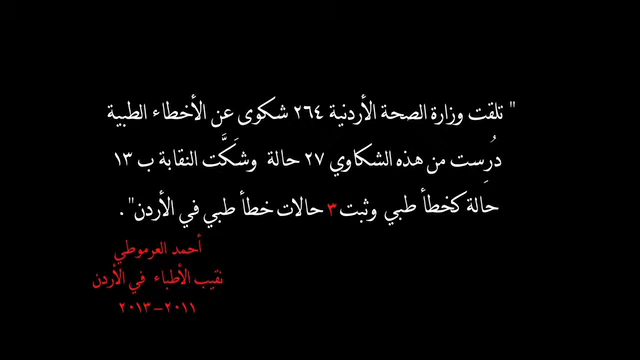 " تلقت وزارة الصحة الأردنية ٢٦٤ شكوى عن الأخطاء الطبية
دُرِست من هذه الشكاوي ٢٧ حالة وشكَّت النقابة ب ١٣
حالة كخطأ طبي وثبت ٣ حالات خطأ طبي في الأردن" .
أحمد العرموطي
نقيب الأطباء في الأردن
٢٠١١-٢٠١٣